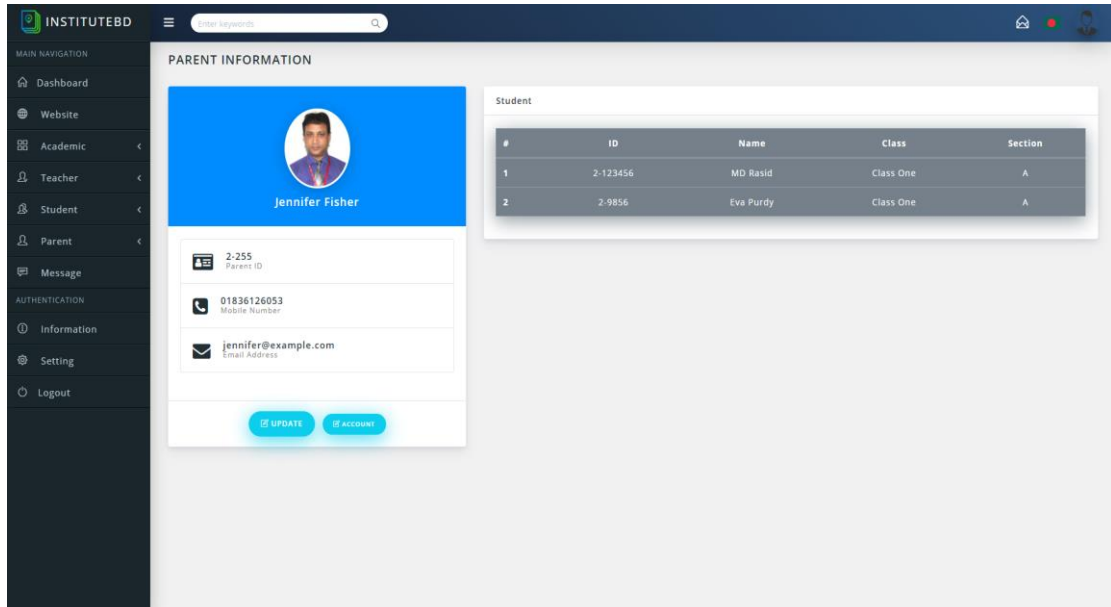 INSTITUTEBD
Enter keywords
MAIN NAVIGATION
Dashboard
Website
Academic
Teacher
Student
Parent
Message
AUTHENTICATION
Information
Setting
Logout
PARENT INFORMATION
Jennifer Fisher
2-255
Parent ID
01836126053
Mobile Number
jennifer@example.com
Email Address
UPDATE ACCOUNT
Student
# ID Name Class Section
1 2-123456 MD Rasid Class One A
2 2-9856 Eva Purdy Class One A